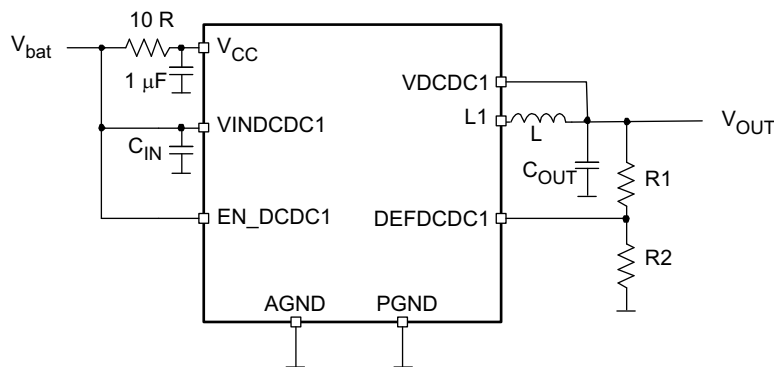 10 R
V_bat
V_CC
1 μF
VDCDC1
L1
L
V_OUT
VINDCDC1
C_IN
C_OUT
R1
EN_DCDC1
DEFDCDC1
R2
AGND
PGND